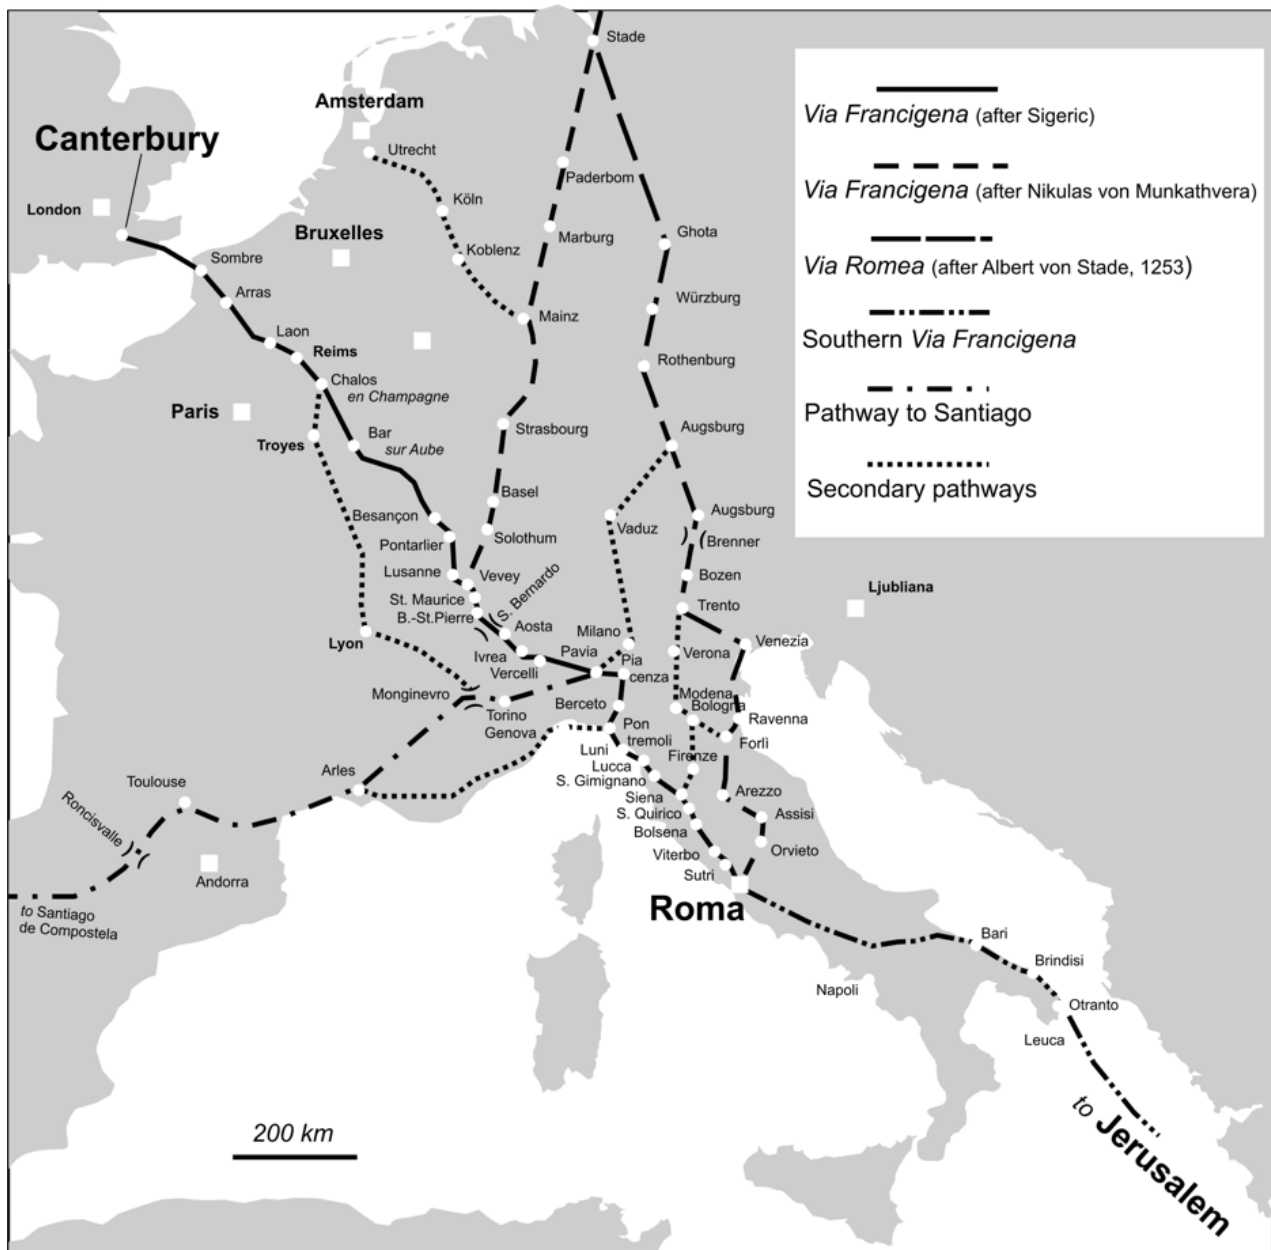 Stade
Amsterdam
Canterbury
Utrecht
Paderbom
London
Köln
Bruxelles
Marburg
Ghota
Koblenz
Sombre
Arras
Würzburg
Mainz
Laon
Reims
Rothenburg
Chalos
en Champagne
Paris
Strasbourg
Augsburg
Bar
sur Aube
Troyes
Basel
Besançon
Augsburg
Vaduz
Solothum
Brenner
Pontarlier
Lusanne
Vevey
Bozen
S. Bernardo
Ljubliana
St. Maurice
B.-St.Pierre
Trento
Aosta
Lyon
Milano
Venezia
Ivrea
Pavia
Verona
Vercelli
Pia
cenza
Monginevro
Modena
Berceto
Bologna
Torino
Ravenna
Genova
Pon
tremoli
Forlì
Luni
Firenze
Lucca
Arles
S. Gimignano
Toulouse
Siena
Arezzo
Roncisvalle
S. Quirico
Assisi
Bolsena
Viterbo
Orvieto
Sutri
Andorra
Roma
to Santiago
de Compostela
Bari
Brindisi
Napoli
Otranto
Leuca
to Jerusalem
200 km
Via Francigena (after Sigeric)
Via Francigena (after Nikulas von Munkathvera)
Via Romea (after Albert von Stade, 1253)
Southern Via Francigena
Pathway to Santiago
Secondary pathways